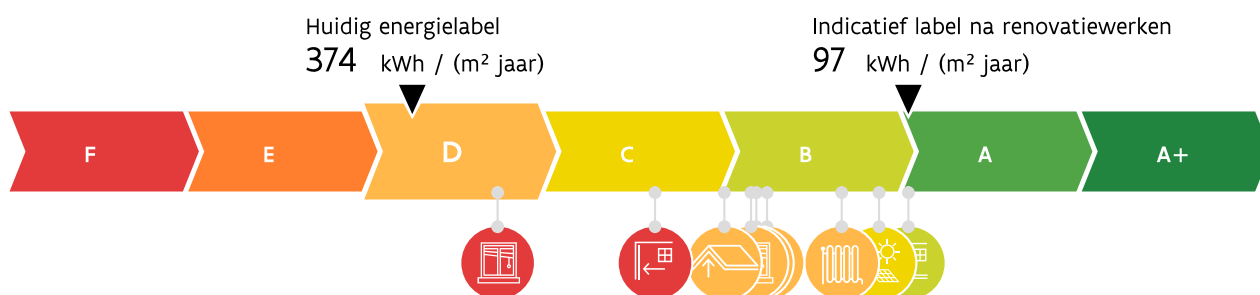 Huidig energielabel
374 kWh / (m² jaar)
Indicatief label na renovatiewerken
97 kWh / (m² jaar)
F E D C B A A+